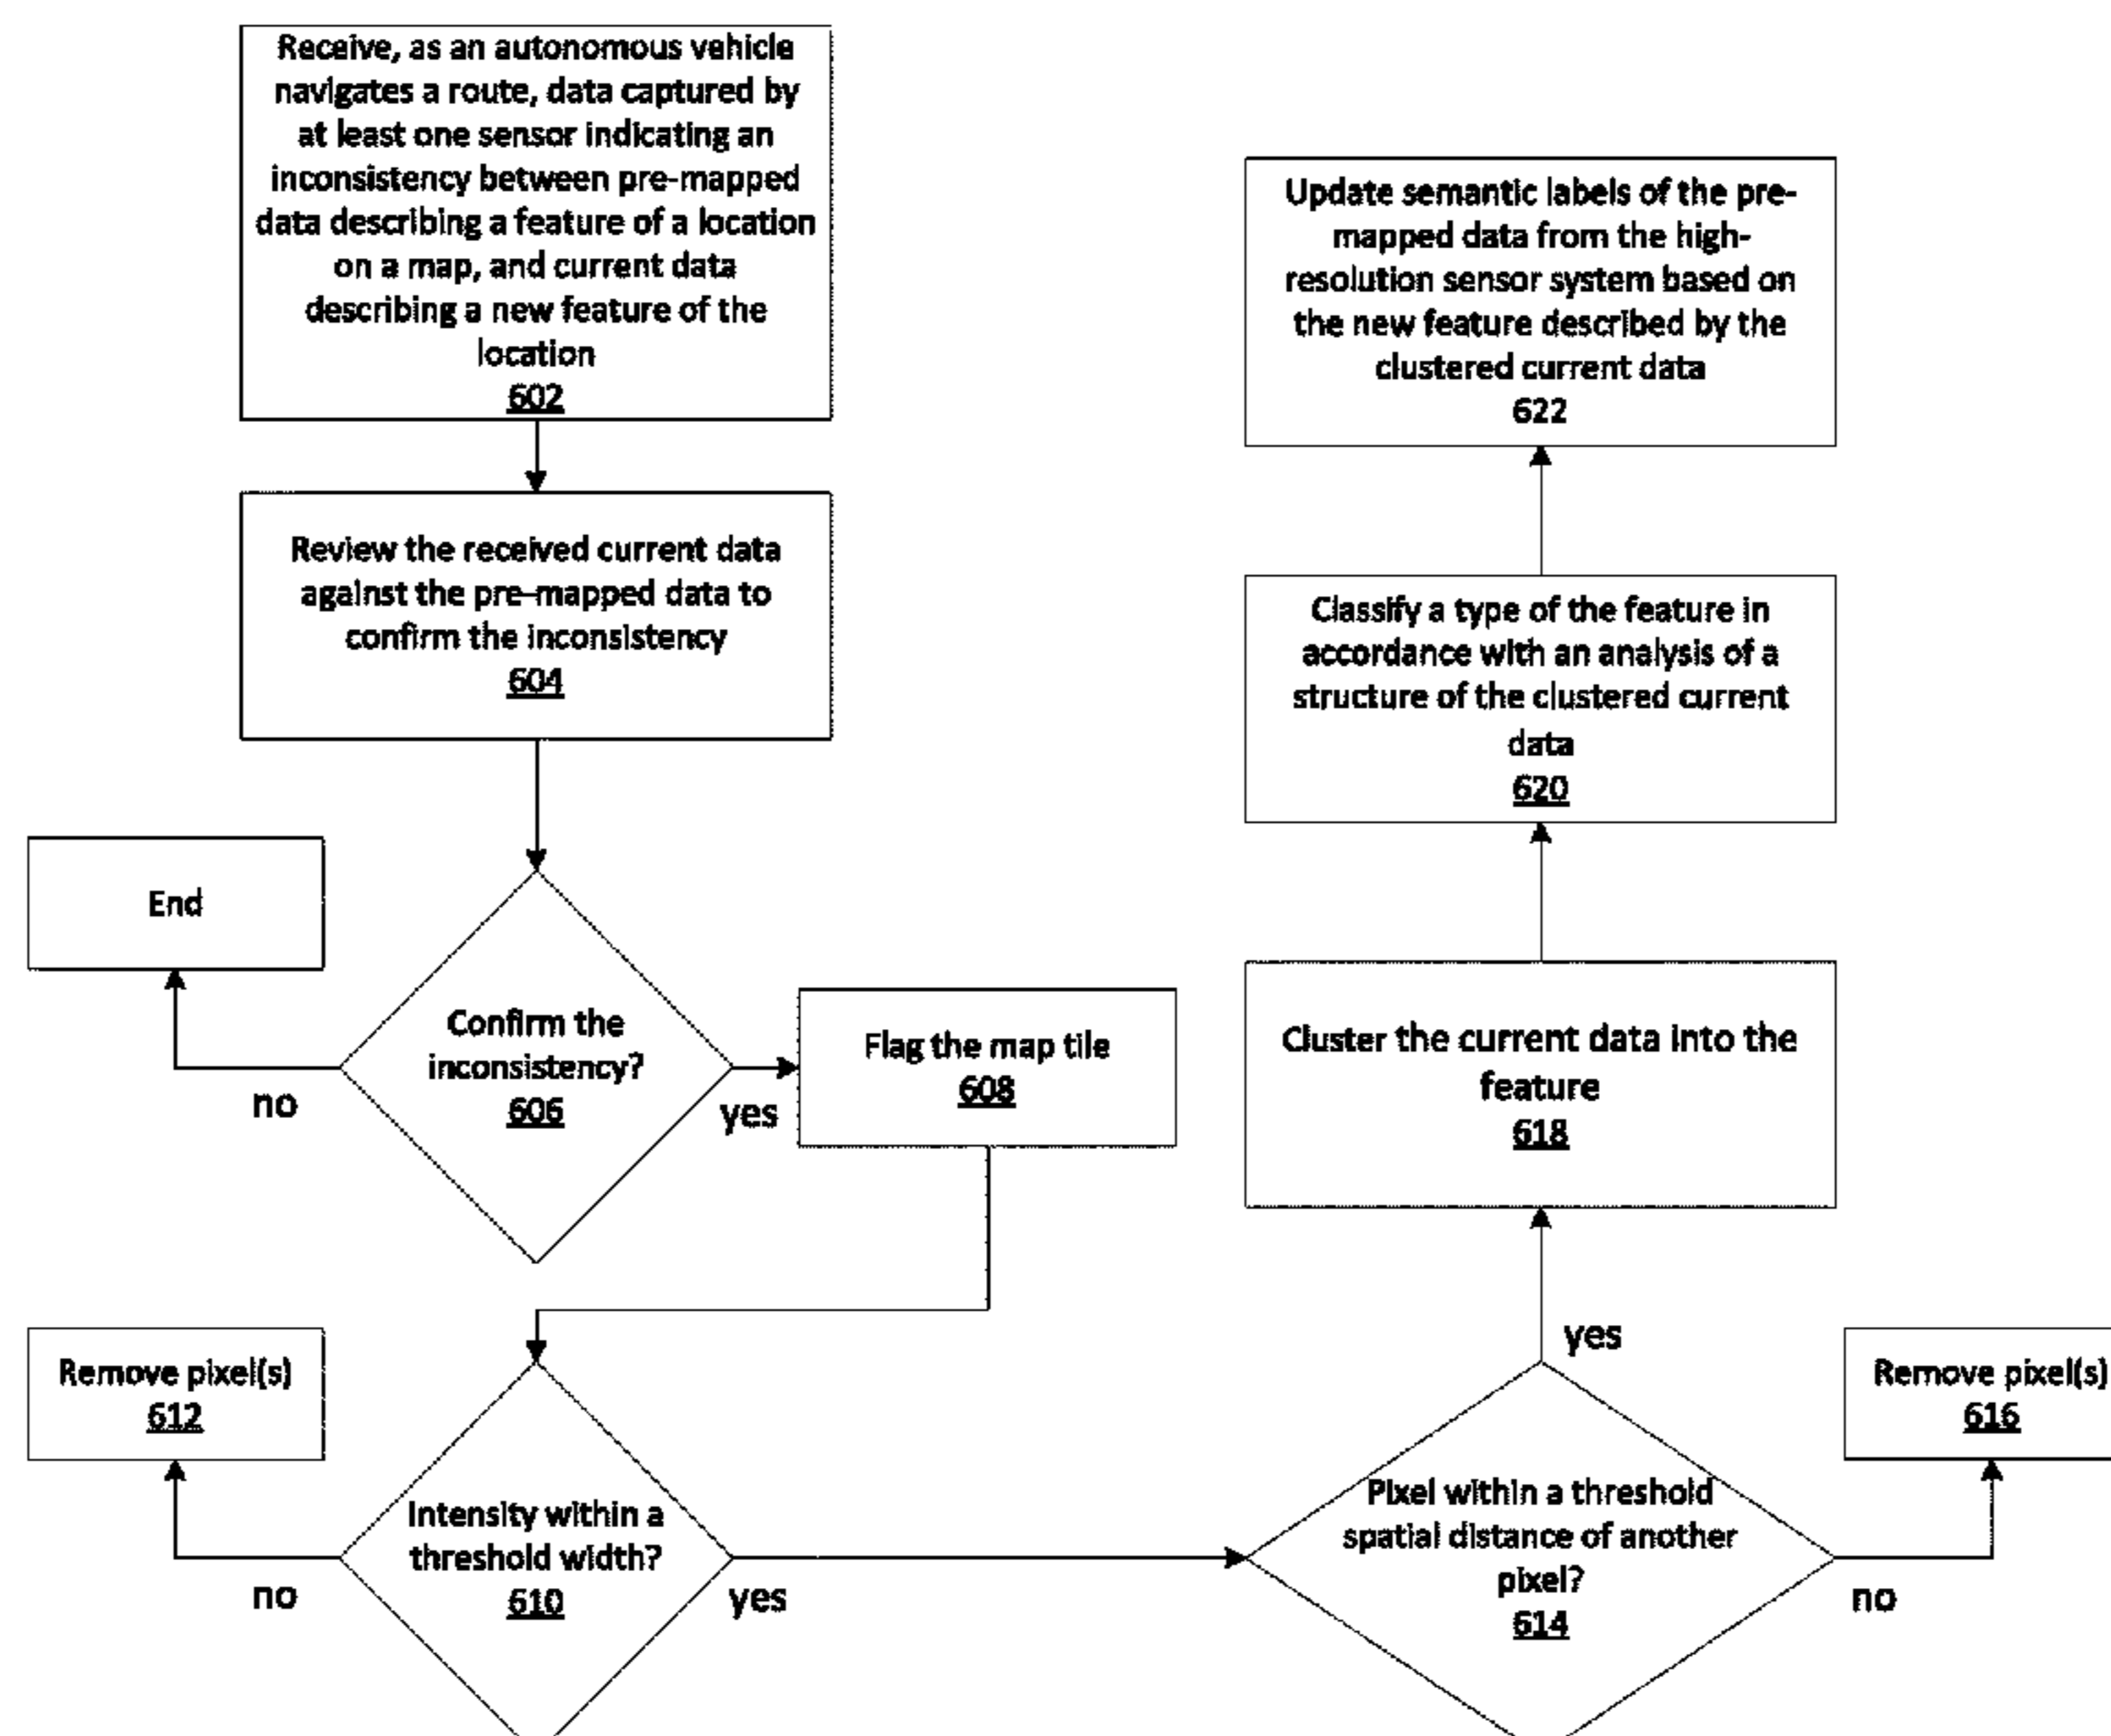 Receive, as an autonomous vehicle
navigates a route, data captured by
at least one sensor indicating an
inconsistency between pre-mapped
data describing a feature of a location
on a map, and current data
describing a new feature of the
location
602
Review the received current data
against the pre-mapped data to
confirm the inconsistency
604
End
Confirm the
inconsistency?
606
no
yes
Flag the map tile
608
Remove pixel(s)
612
Intensity within a
threshold width?
610
no
yes
Pixel within a threshold
spatial distance of another
pixel?
614
yes
no
Remove pixel(s)
616
Cluster the current data into the
feature
618
Classify a type of the feature in
accordance with an analysis of a
structure of the clustered current
data
620
Update semantic labels of the pre-
mapped data from the high-
resolution sensor system based on
the new feature described by the
clustered current data
622